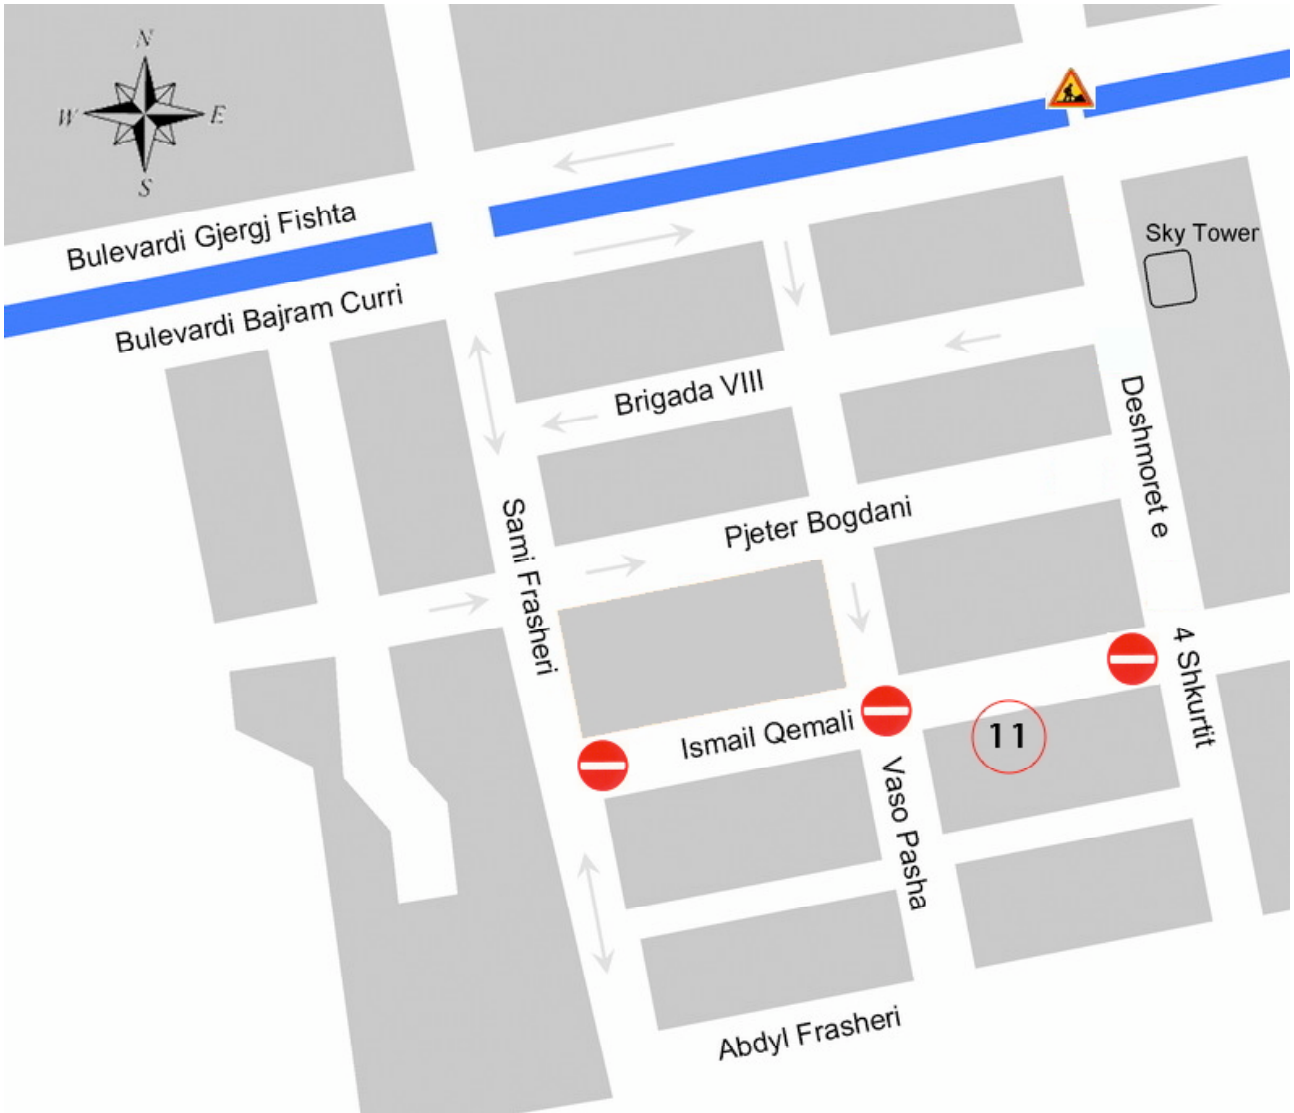 N
W E
S
Bulevardi Gjergj Fishta
Bulevardi Bajram Curri
Sky Tower
Brigada VIII
Deshmoret e
Pjeter Bogdani
Sami Frasheri
4 Shkurtit
Ismail Qemali
11
Vaso Pasha
Abdyl Frasheri